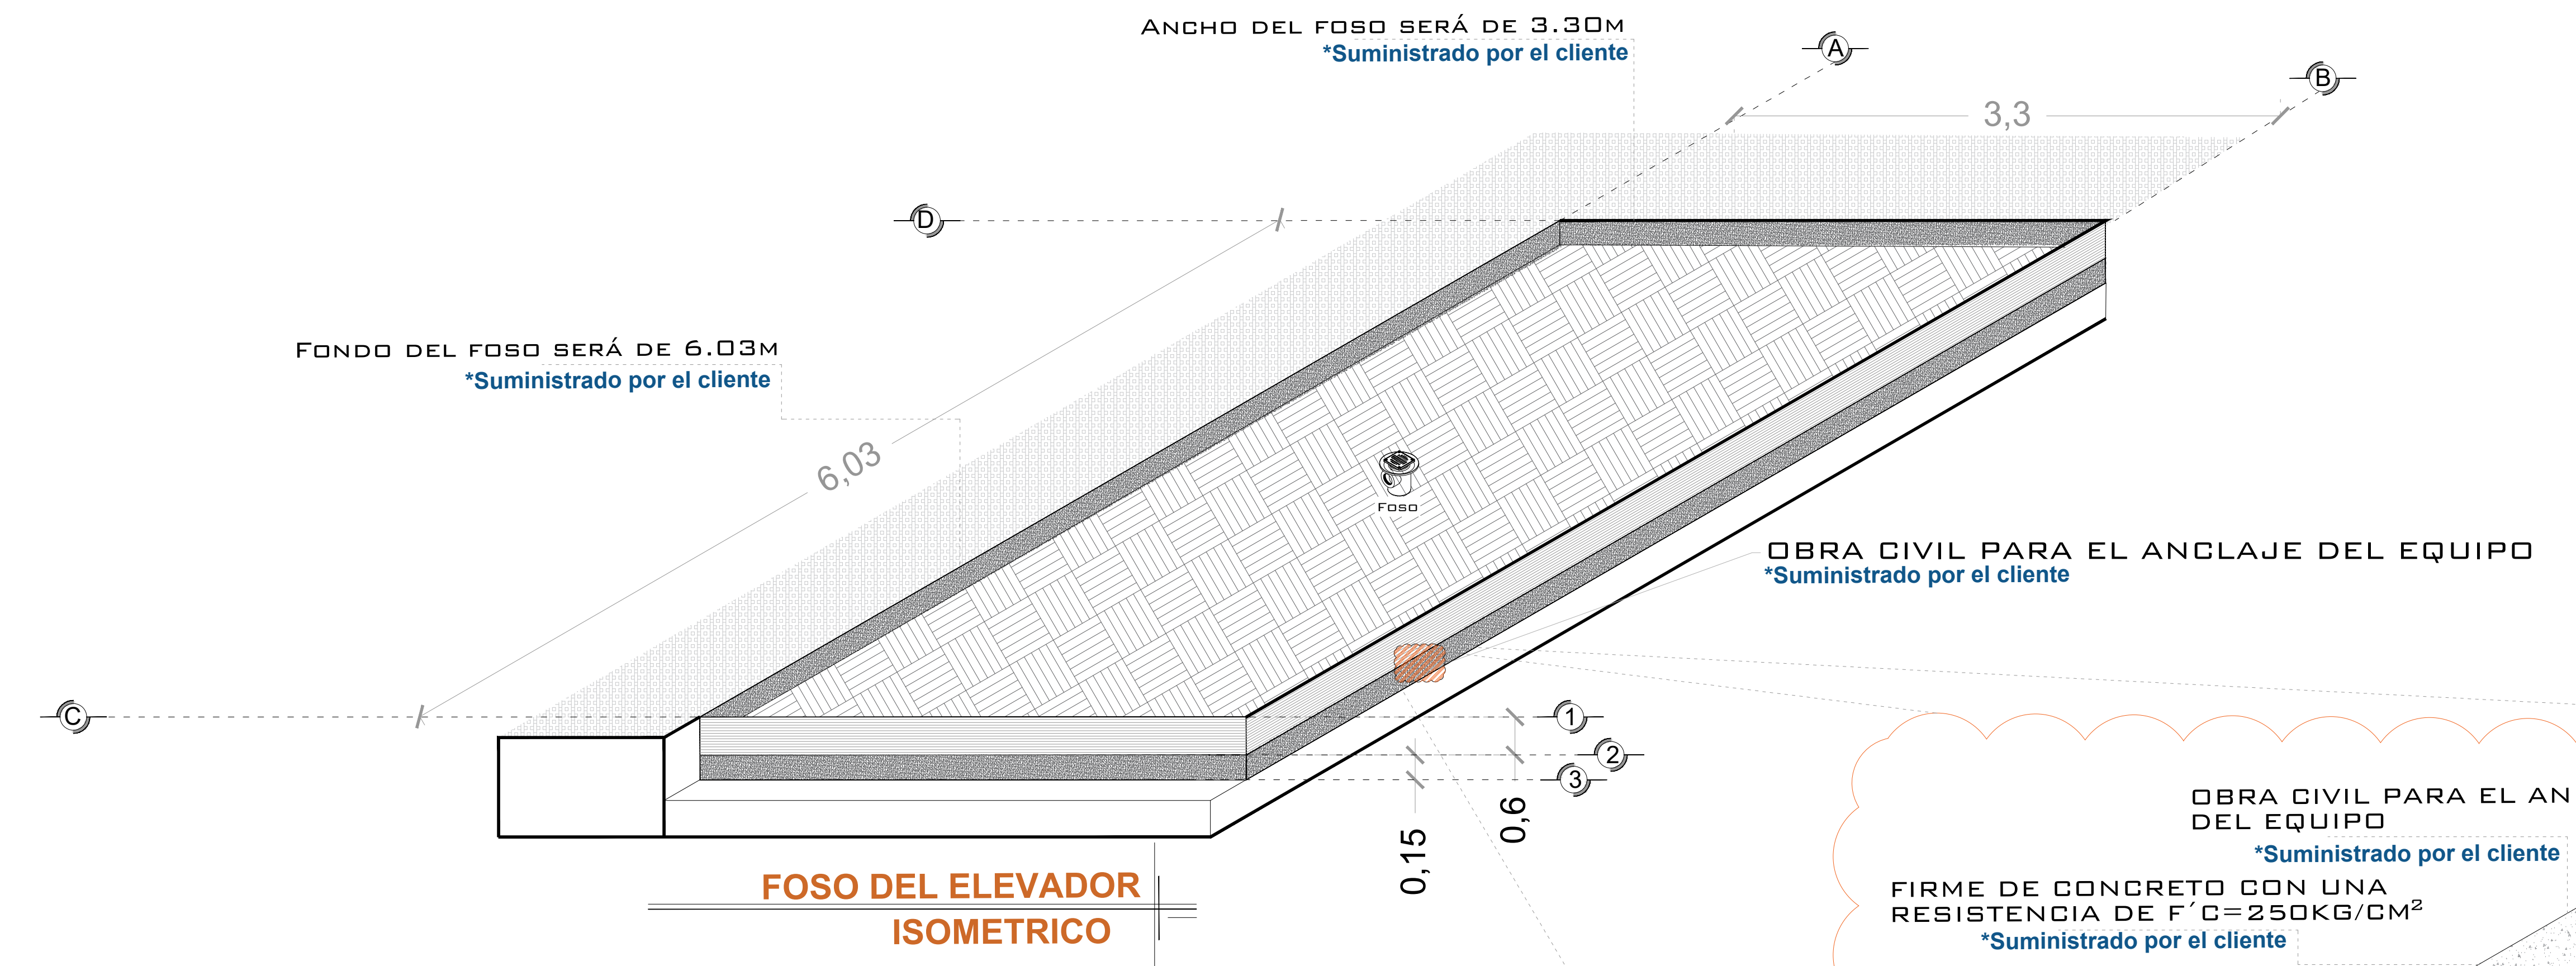 ANCHO DEL FOSO SERÁ DE 3.30M
*Suministrado por el cliente
A
B
3,3
D
FONDO DEL FOSO SERÁ DE 6.03M
*Suministrado por el cliente
6,03
FOSO
OBRA CIVIL PARA EL ANCLAJE DEL EQUIPO
*Suministrado por el cliente
C
1
2
3
0,15
0,6
OBRA CIVIL PARA EL AN
DEL EQUIPO
*Suministrado por el cliente
FIRME DE CONCRETO CON UNA
RESISTENCIA DE F´C=250KG/CM²
*Suministrado por el cliente
FOSO DEL ELEVADOR
ISOMETRICO